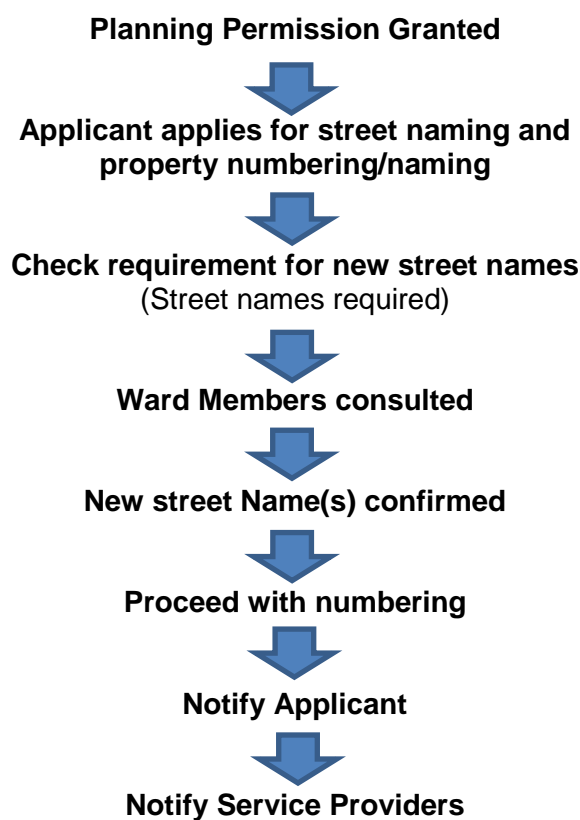 Planning Permission Granted
Applicant applies for street naming and
property numbering/naming
Check requirement for new street names
(Street names required)
Ward Members consulted
New street Name(s) confirmed
Proceed with numbering
Notify Applicant
Notify Service Providers